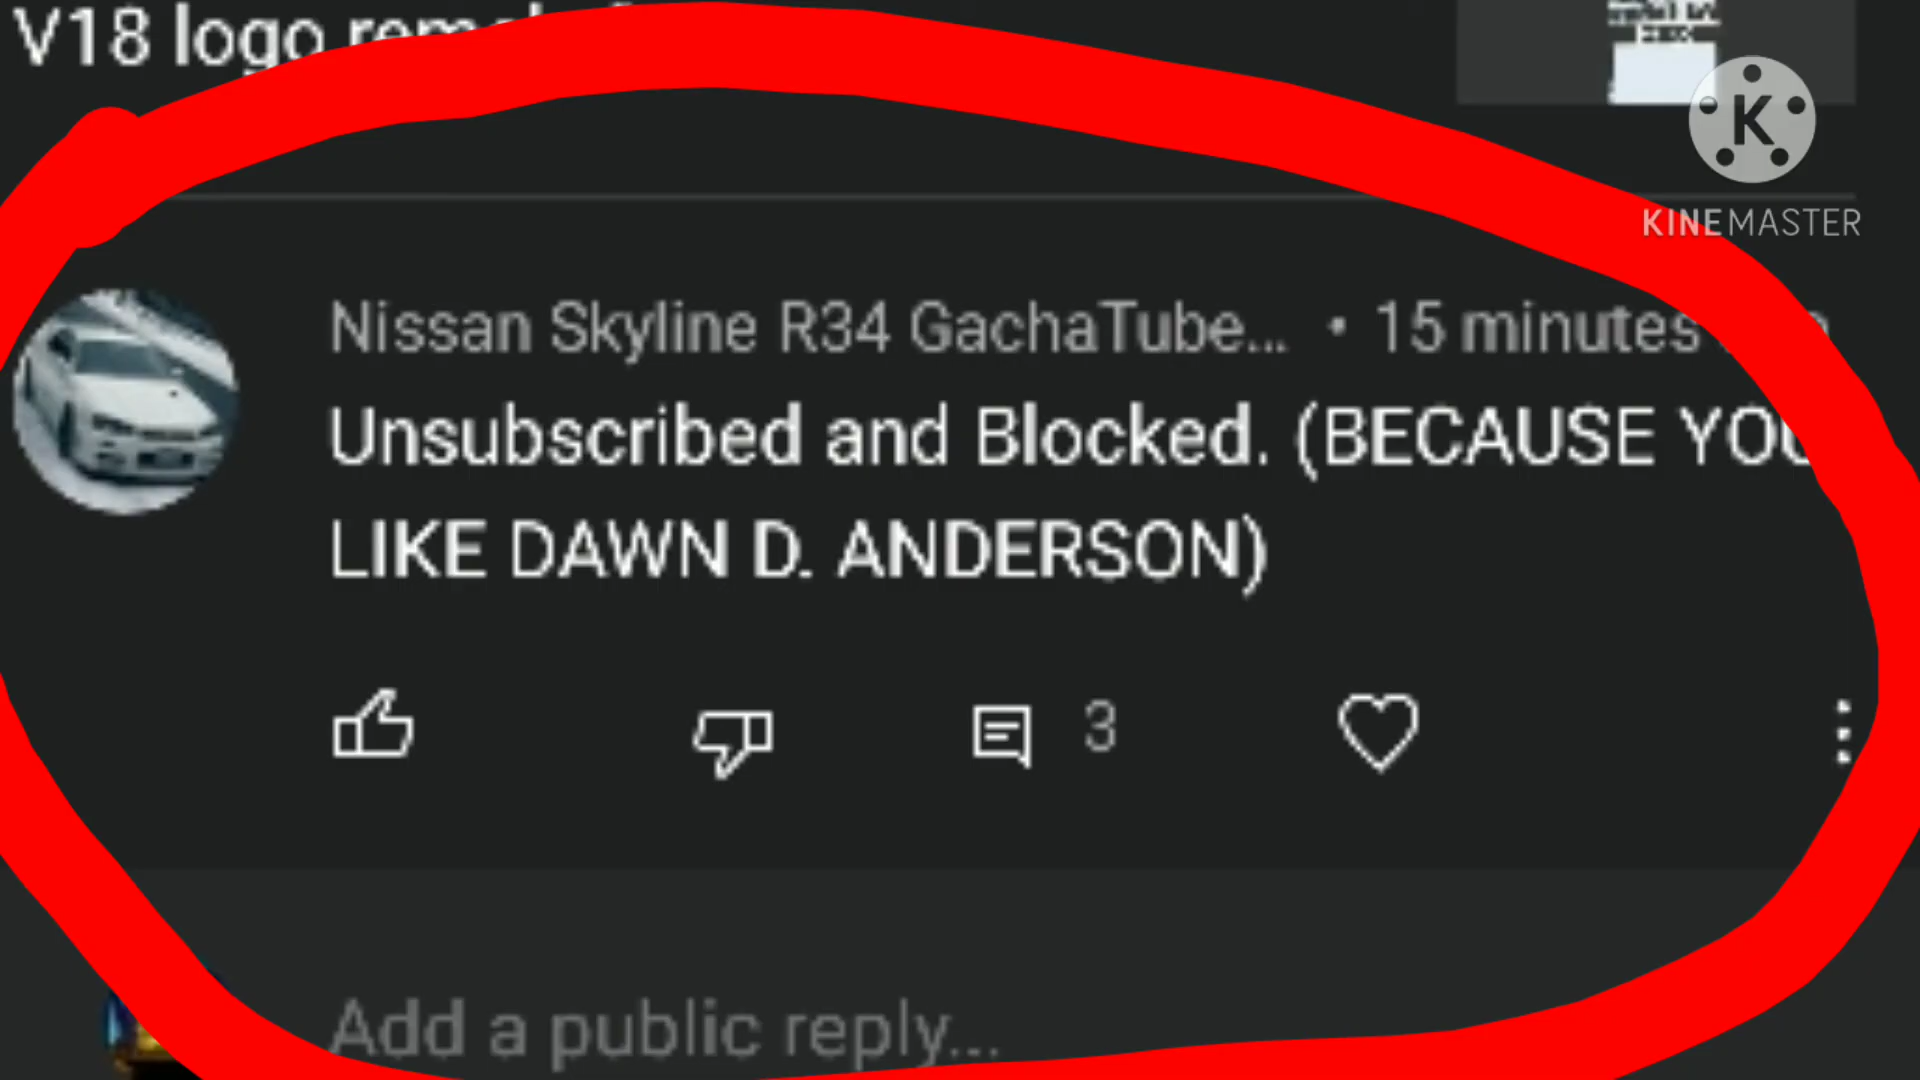 V18 logo
K
KINEMASTER
Nissan Skyline R34 GachaTube... • 15 minutes
Unsubscribed and Blocked. (BECAUSE YOU
LIKE DAWN D. ANDERSON)
3
Add a public reply...